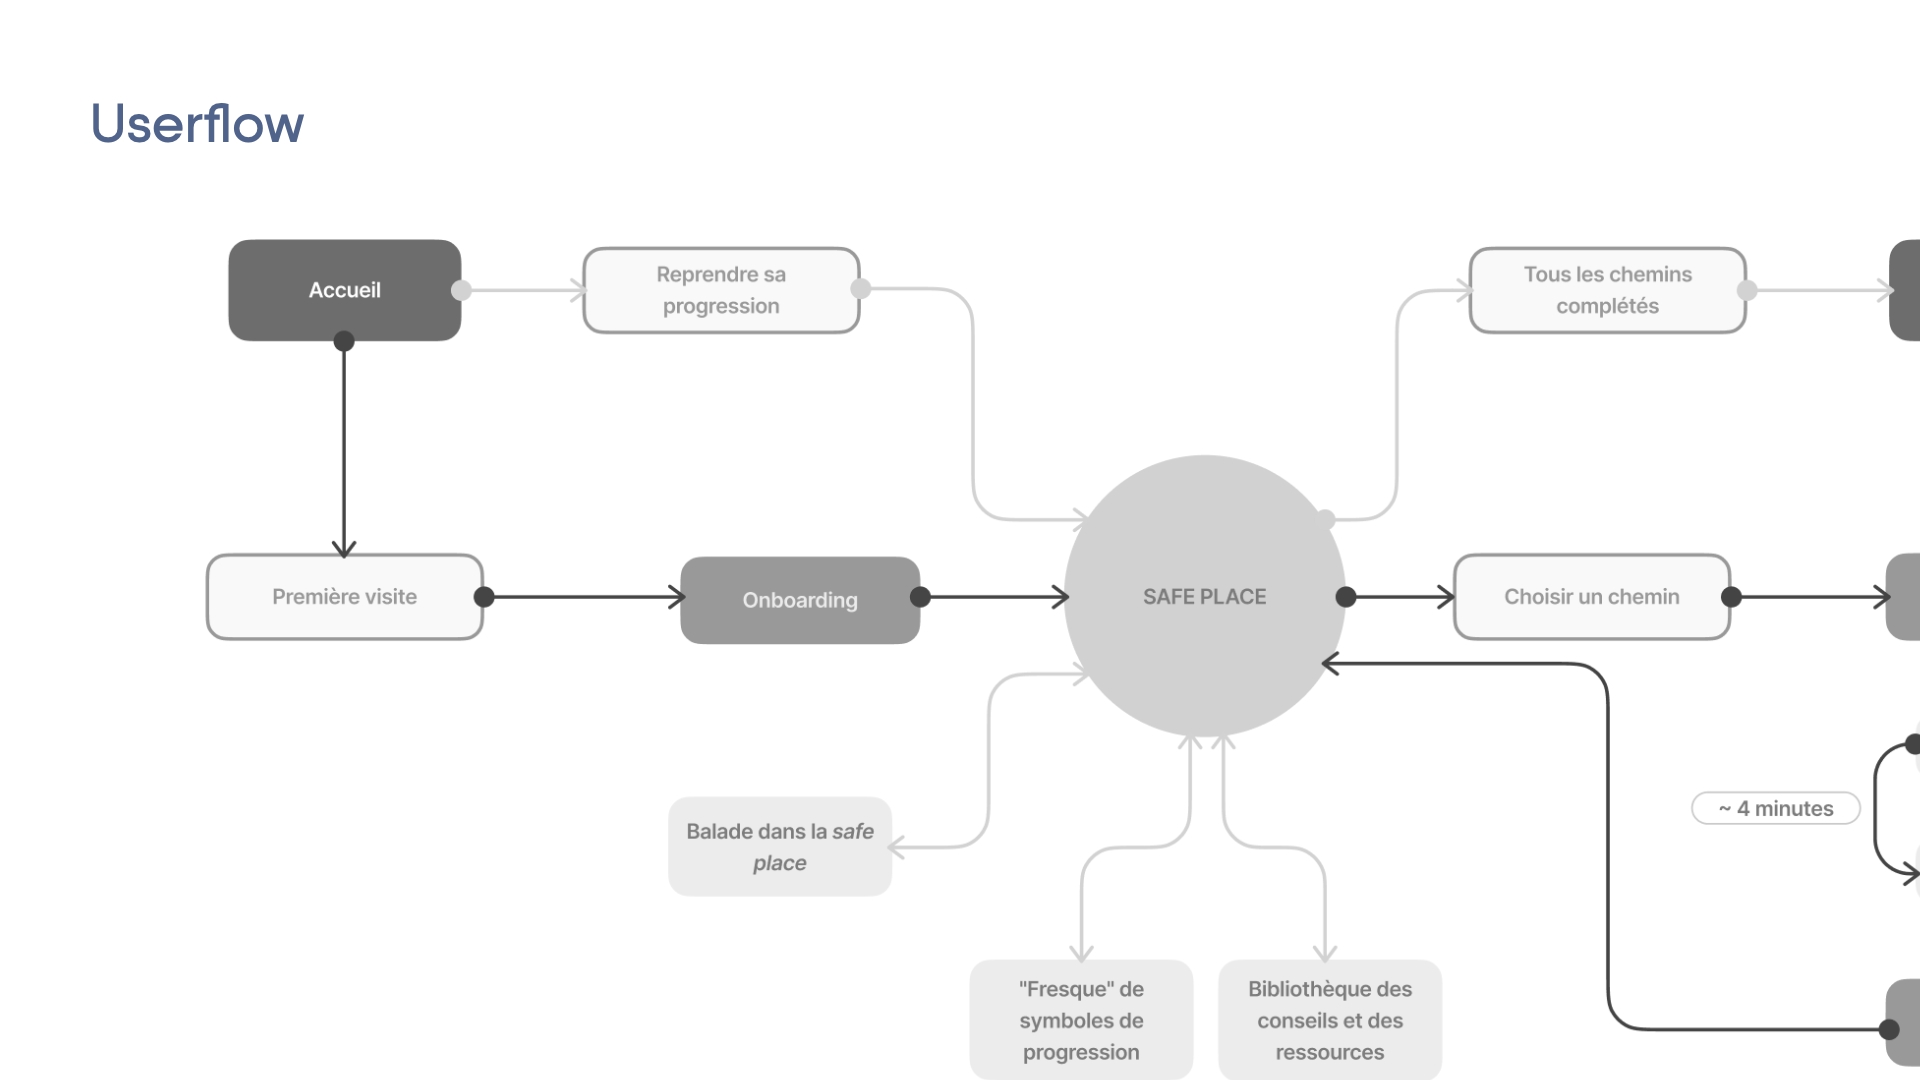 Userflow
Accueil
Reprendre sa
progression
Tous les chemins
complétés
Première visite
Onboarding
SAFE PLACE
Choisir un chemin
~ 4 minutes
Balade dans la safe
place
"Fresque" de
symboles de
progression
Bibliothèque des
conseils et des
ressources